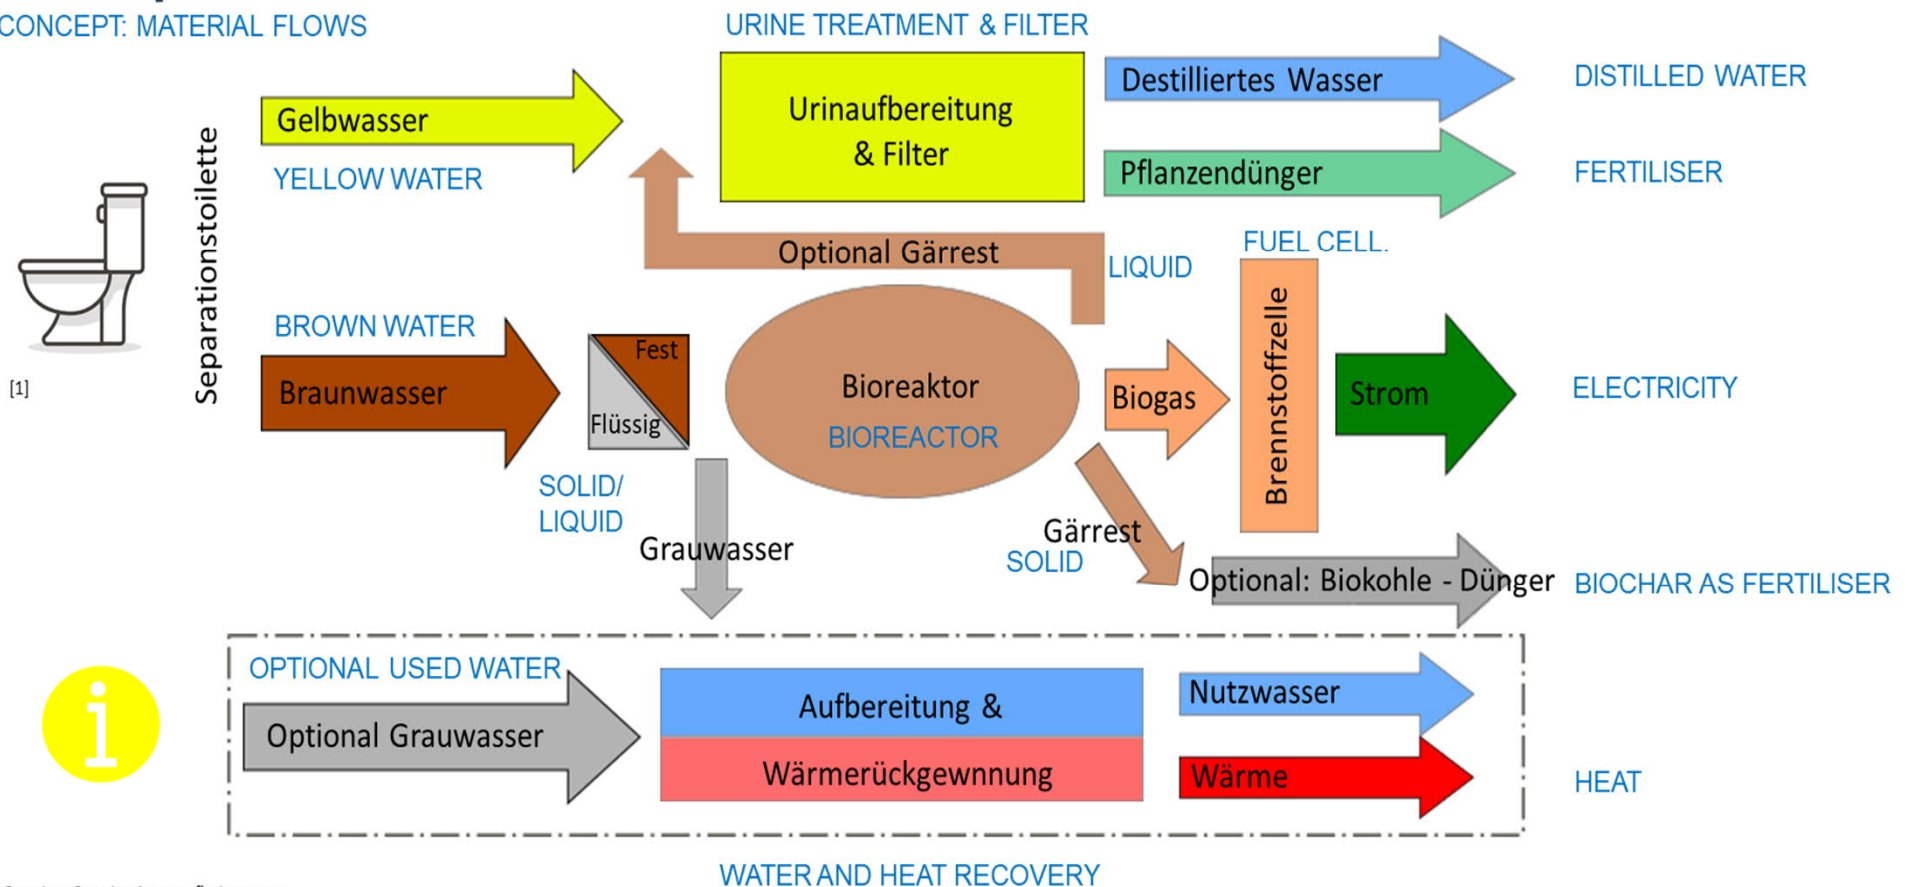 CONCEPT: MATERIAL FLOWS
URINE TREATMENT & FILTER
Gelbwasser
YELLOW WATER
Urinaufbereitung
& Filter
Destilliertes Wasser
DISTILLED WATER
Pflanzendünger
FERTILISER
Separationstoilette
[1]
Optional Gärrest
LIQUID
FUEL CELL.
BROWN WATER
Braunwasser
Fest
Flüssig
SOLID/
LIQUID
Bioreaktor
BIOREACTOR
Biogas
Brennstoffzelle
Strom
ELECTRICITY
Grauwasser
Gärrest
SOLID
Optional: Biokohle - Dünger
BIOCHAR AS FERTILISER
OPTIONAL USED WATER
Optional Grauwasser
Aufbereitung &
Wärmerückgewnnung
Nutzwasser
Wärme
HEAT
WATER AND HEAT RECOVERY